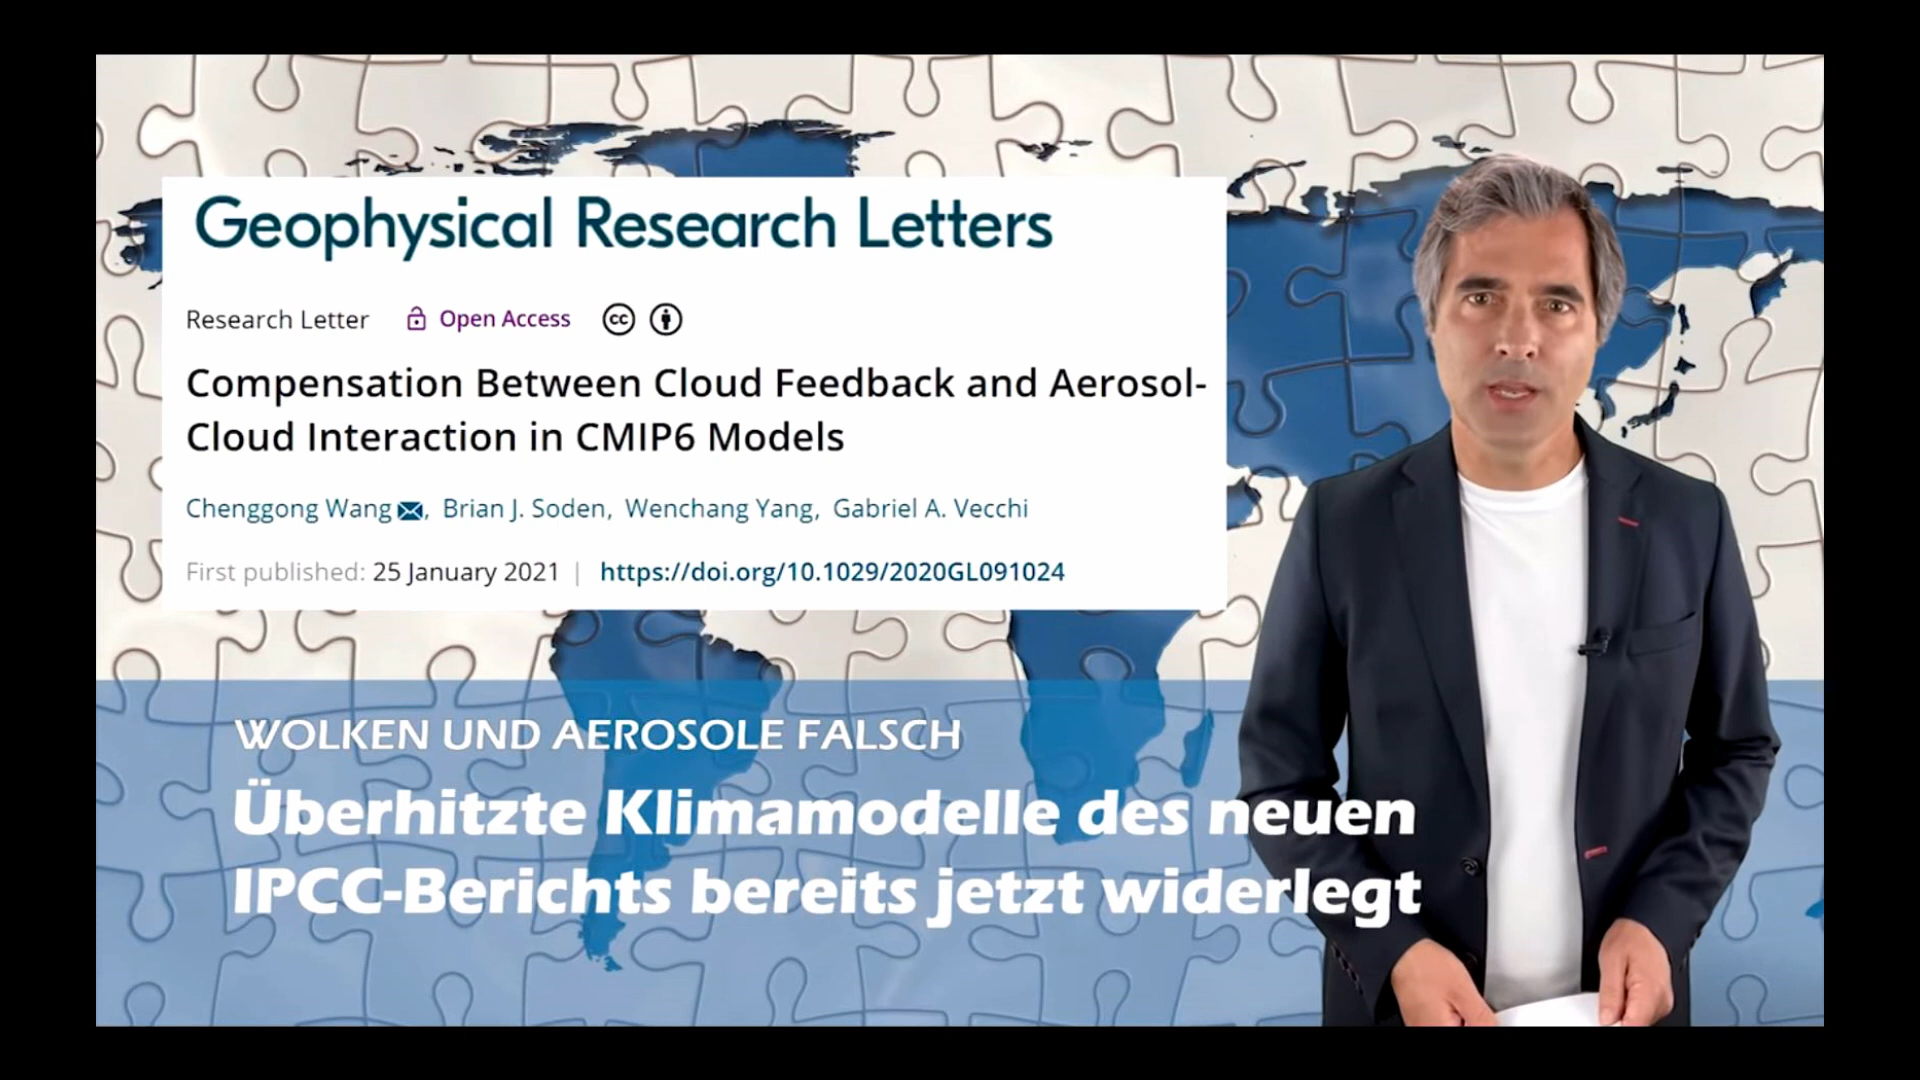 Geophysical Research Letters
Research Letter Open Access cc
Compensation Between Cloud Feedback and Aerosol-
Cloud Interaction in CMIP6 Models
Chenggong Wang, Brian J. Soden, Wenchang Yang, Gabriel A. Vecchi
First published: 25 January 2021 | https://doi.org/10.1029/2020GL091024
WOLKEN UND AEROSOLE FALSCH
Überhitzte Klimamodelle des neuen
IPCC-Berichts bereits jetzt widerlegt